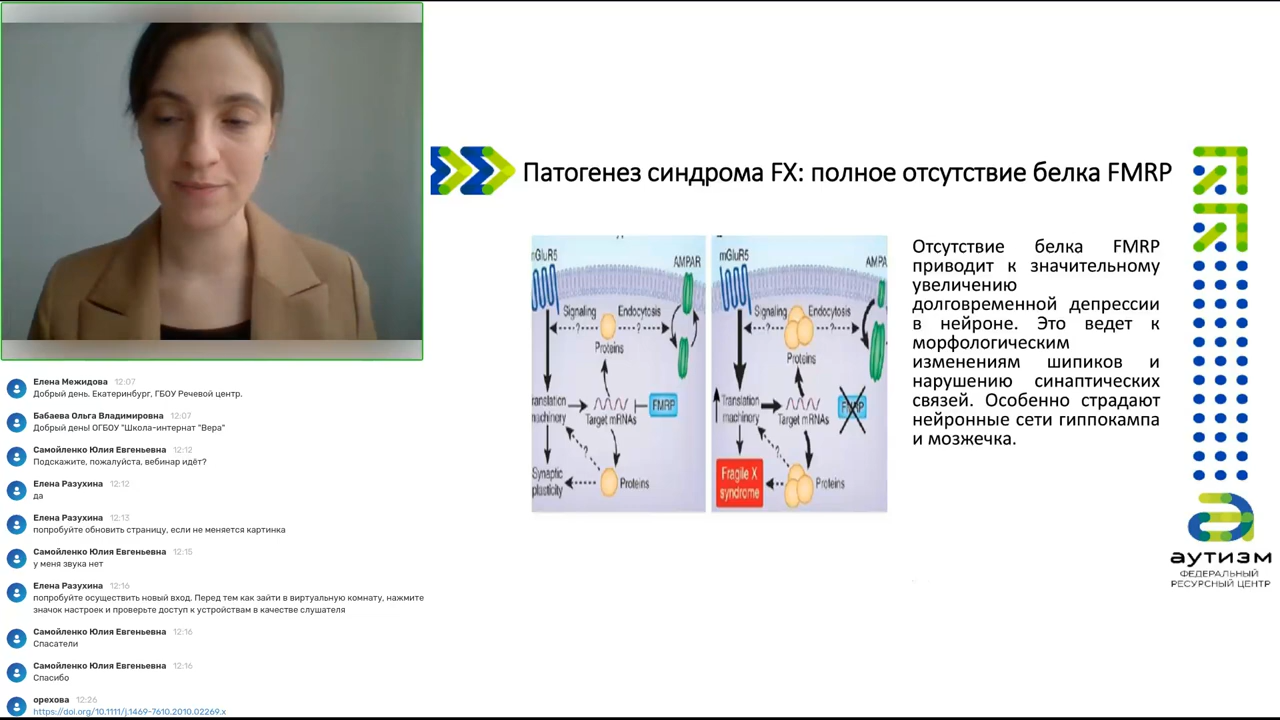 Патогенез синдрома FX: полное отсутствие белка FMRP
mGluR5
AMPAR
Signaling
Endocytosis
?
?
Proteins
Translation
machinery
Target mRNAs
FMRP
?
Synaptic
plasticity
Proteins
mGluR5
AMPA
Signaling
Endocytosis
?
?
Proteins
Translation
machinery
Target mRNAs
FMRP
?
Fragile X
syndrome
Proteins
Отсутствие белка FMRP
приводит к значительному
увеличению
долговременной депрессии
в нейроне. Это ведет к
морфологическим
изменениям шипиков и
нарушению синаптических
связей. Особенно страдают
нейронные сети гиппокампа
и мозжечка.
аутизм
ФЕДЕРАЛЬНЫЙ
РЕСУРСНЫЙ ЦЕНТР
Елена Межидова 12:07
Добрый день. Екатеринбург, ГБОУ Речевой центр.
Бабаева Ольга Владимировна 12:07
Добрый день! ОГБОУ "Школа-интернат "Вера"
Самойленко Юлия Евгеньевна 12:12
Подскажите, пожалуйста, вебинар идёт?
Елена Разухина 12:12
да
Елена Разухина 12:13
попробуйте обновить страницу, если не меняется картинка
Самойленко Юлия Евгеньевна 12:15
у меня звука нет
Елена Разухина 12:16
попробуйте осуществить новый вход. Перед тем как зайти в виртуальную комнату, нажмите
значок настроек и проверьте доступ к устройствам в качестве слушателя
Самойленко Юлия Евгеньевна 12:16
Спасатели
Самойленко Юлия Евгеньевна 12:16
Спасибо
орехова 12:26
https://doi.org/10.1111/j.1469-7610.2010.02269.x